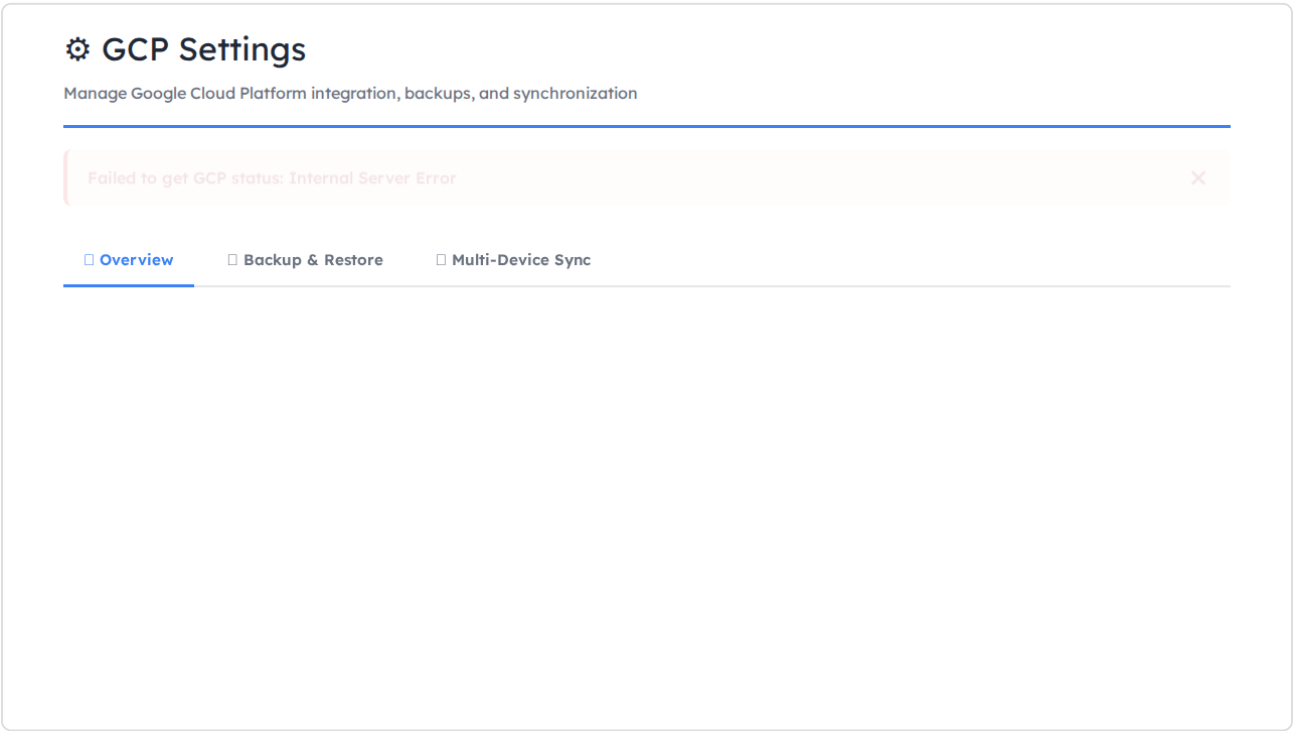 ⚙ GCP Settings
Manage Google Cloud Platform integration, backups, and synchronization
Failed to get GCP status: Internal Server Error ×
Overview Backup & Restore Multi-Device Sync